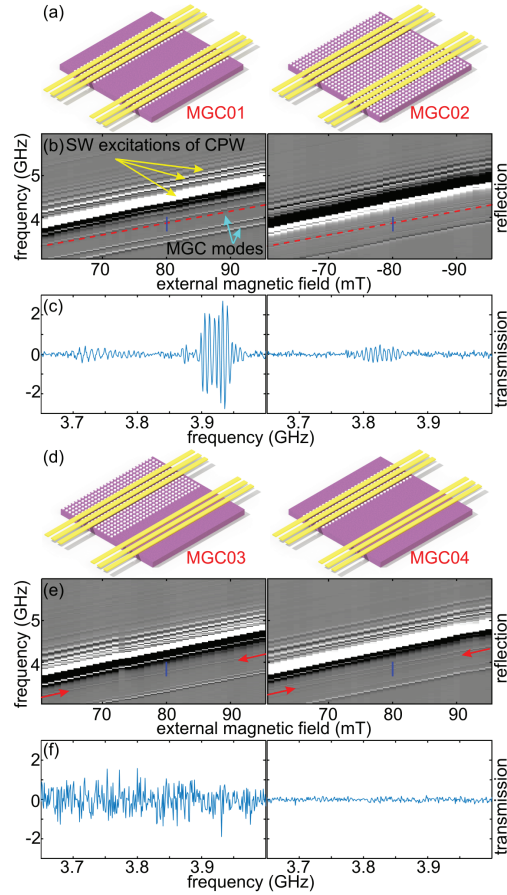 (a)
MGC01
MGC02
(b)
SW excitations of CPW
MGC modes
frequency (GHz)
5
4
reflection
70 80 90
-70 -80 -90
external magnetic field (mT)
(c)
2
0
-2
transmission
3.7 3.8 3.9
3.7 3.8 3.9
frequency (GHz)
(d)
MGC03
MGC04
(e)
frequency (GHz)
5
4
reflection
70 80 90
70 80 90
external magnetic field (mT)
(f)
2
0
-2
transmission
3.7 3.8 3.9
3.7 3.8 3.9
frequency (GHz)